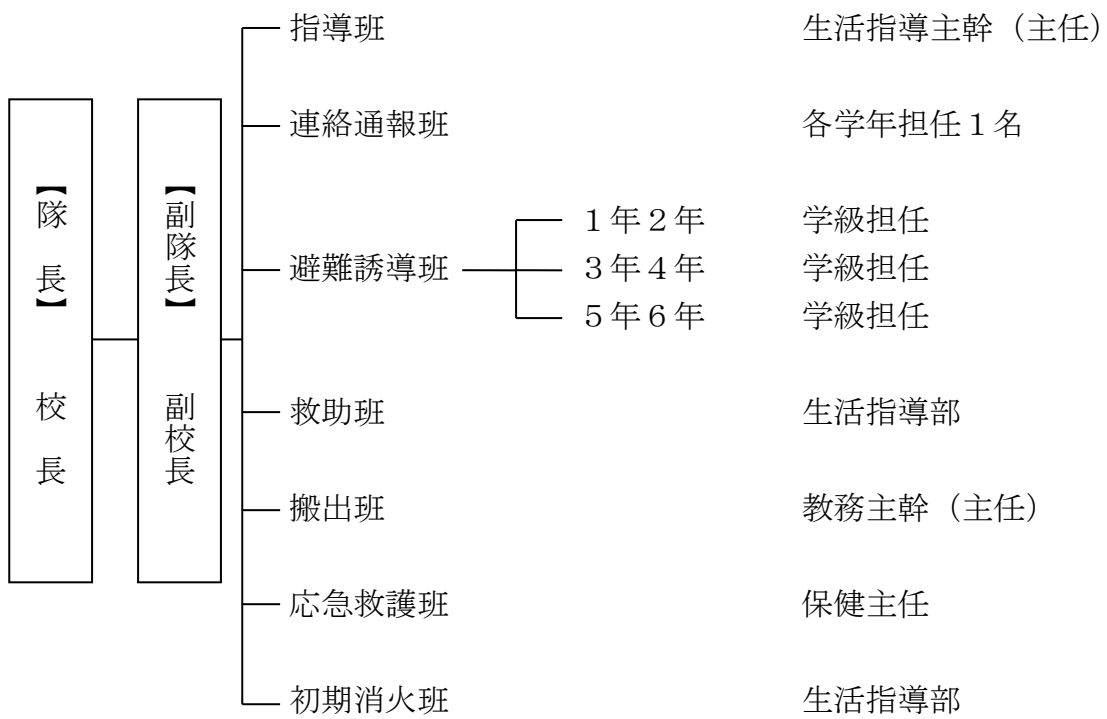 【隊長】 校長
【副隊長】 副校長
指導班 生活指導主幹（主任）
連絡通報班 各学年担任１名
避難誘導班
１年２年 学級担任
３年４年 学級担任
５年６年 学級担任
救助班 生活指導部
搬出班 教務主幹（主任）
応急救護班 保健主任
初期消火班 生活指導部